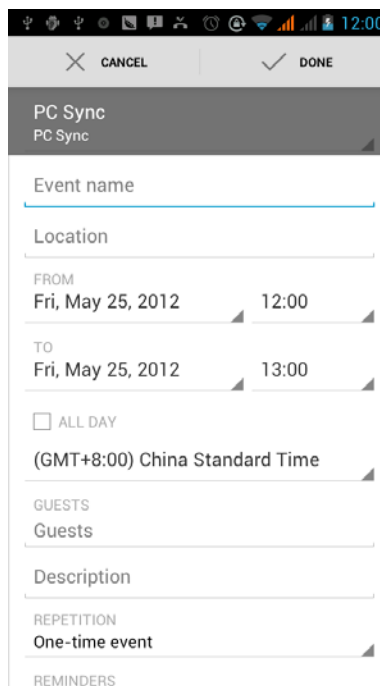 12:00
CANCEL DONE
PC Sync
PC Sync
Event name
Location
FROM
Fri, May 25, 2012 12:00
TO
Fri, May 25, 2012 13:00
ALL DAY
(GMT+8:00) China Standard Time
GUESTS
Guests
Description
REPETITION
One-time event
REMINDERS